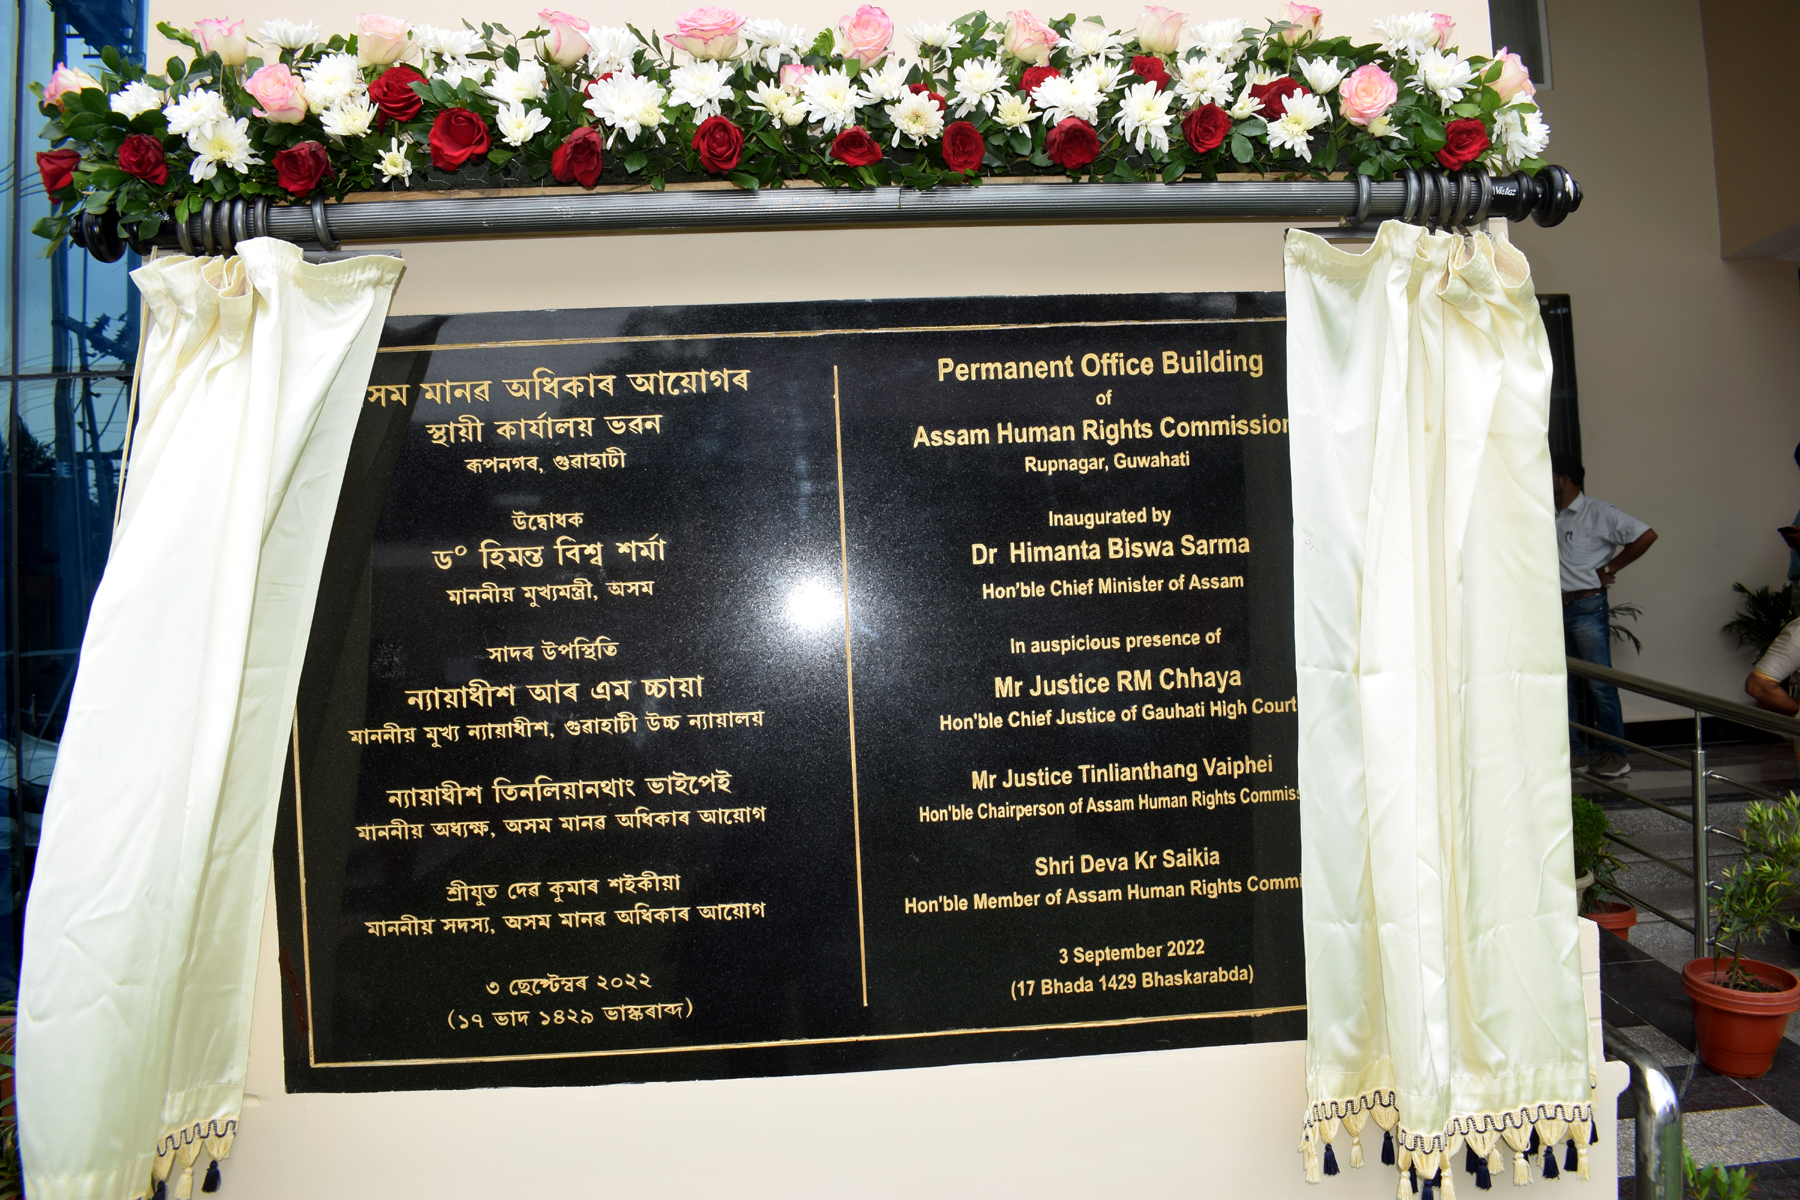 সম মানৱ অধিকাৰ আয়োগৰ
স্থায়ী কাৰ্যালয় ভৱন
ৰূপনগৰ, গুৱাহাটী
উদ্বোধক
ড° হিমন্ত বিশ্ব শৰ্মা
মাননীয় মুখ্যমন্ত্ৰী, অসম
সাদৰ উপস্থিতি
ন্যায়াধীশ আৰ এম চ্চায়া
মাননীয় মূখ্য ন্যায়াধীশ, গুৱাহাটী উচ্চ ন্যায়ালয়
ন্যায়াধীশ তিনলিয়ানথাং ভাইপেই
মাননীয় অধ্যক্ষ, অসম মানৱ অধিকাৰ আয়োগ
শ্ৰীযুত দেৱ কুমাৰ শইকীয়া
মাননীয় সদস্য, অসম মানৱ অধিকাৰ আয়োগ
৩ ছেপ্টেম্বৰ ২০২২
(১৭ ভাদ ১৪২৯ ভাস্কৰাব্দ)
Permanent Office Building
of
Assam Human Rights Commission
Rupnagar, Guwahati
Inaugurated by
Dr Himanta Biswa Sarma
Hon'ble Chief Minister of Assam
In auspicious presence of
Mr Justice RM Chhaya
Hon'ble Chief Justice of Gauhati High Court
Mr Justice Tinlianthang Vaiphei
Hon'ble Chairperson of Assam Human Rights Commiss
Shri Deva Kr Saikia
Hon'ble Member of Assam Human Rights Commi
3 September 2022
(17 Bhada 1429 Bhaskarabda)